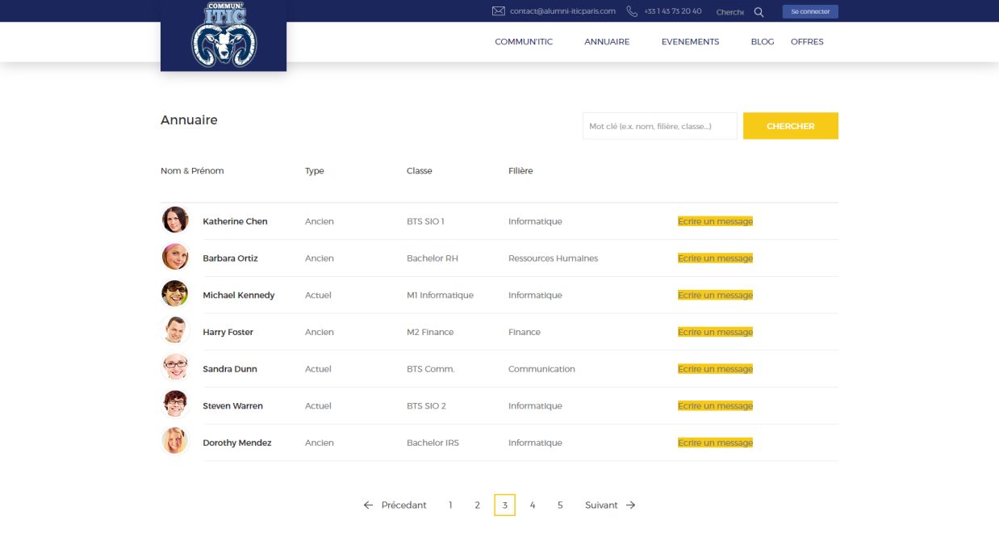 COMMUN'
ITIC
contact@alumni-iticparis.com +33 1 43 73 20 40 Cherche Se connecter
COMMUN'ITIC ANNUAIRE EVENEMENTS BLOG OFFRES
Annuaire
Mot clé (e.x. nom, filière, classe...) CHERCHER
Nom & Prénom Type Classe Filière
Katherine Chen Ancien BTS SIO 1 Informatique Ecrire un message
Barbara Ortiz Ancien Bachelor RH Ressources Humaines Ecrire un message
Michael Kennedy Actuel M1 Informatique Informatique Ecrire un message
Harry Foster Ancien M2 Finance Finance Ecrire un message
Sandra Dunn Actuel BTS Comm. Communication Ecrire un message
Steven Warren Actuel BTS SIO 2 Informatique Ecrire un message
Dorothy Mendez Ancien Bachelor IRS Informatique Ecrire un message
← Précedant 1 2 3 4 5 Suivant →